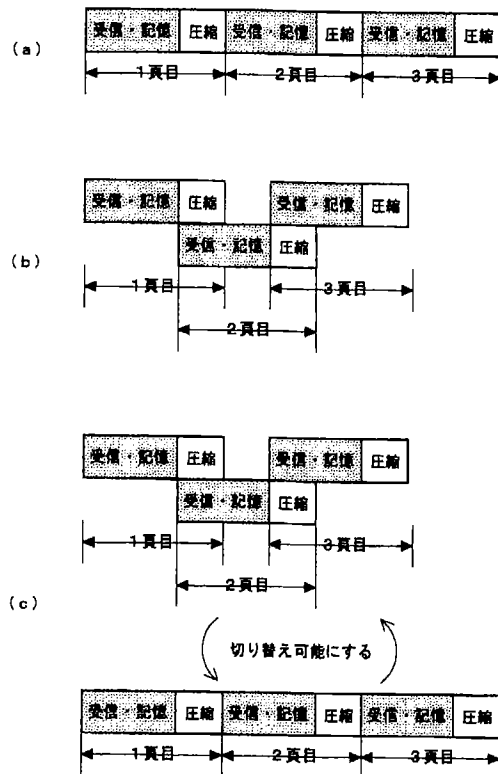 (a)
受信・記憶 圧縮 受信・記憶 圧縮 受信・記憶 圧縮
1頁目 2頁目 3頁目
(b)
受信・記憶 圧縮 受信・記憶 圧縮
受信・記憶 圧縮
1頁目 3頁目
2頁目
(c)
受信・記憶 圧縮 受信・記憶 圧縮
受信・記憶 圧縮
1頁目 3頁目
2頁目
切り替え可能にする
受信・記憶 圧縮 受信・記憶 圧縮 受信・記憶 圧縮
1頁目 2頁目 3頁目